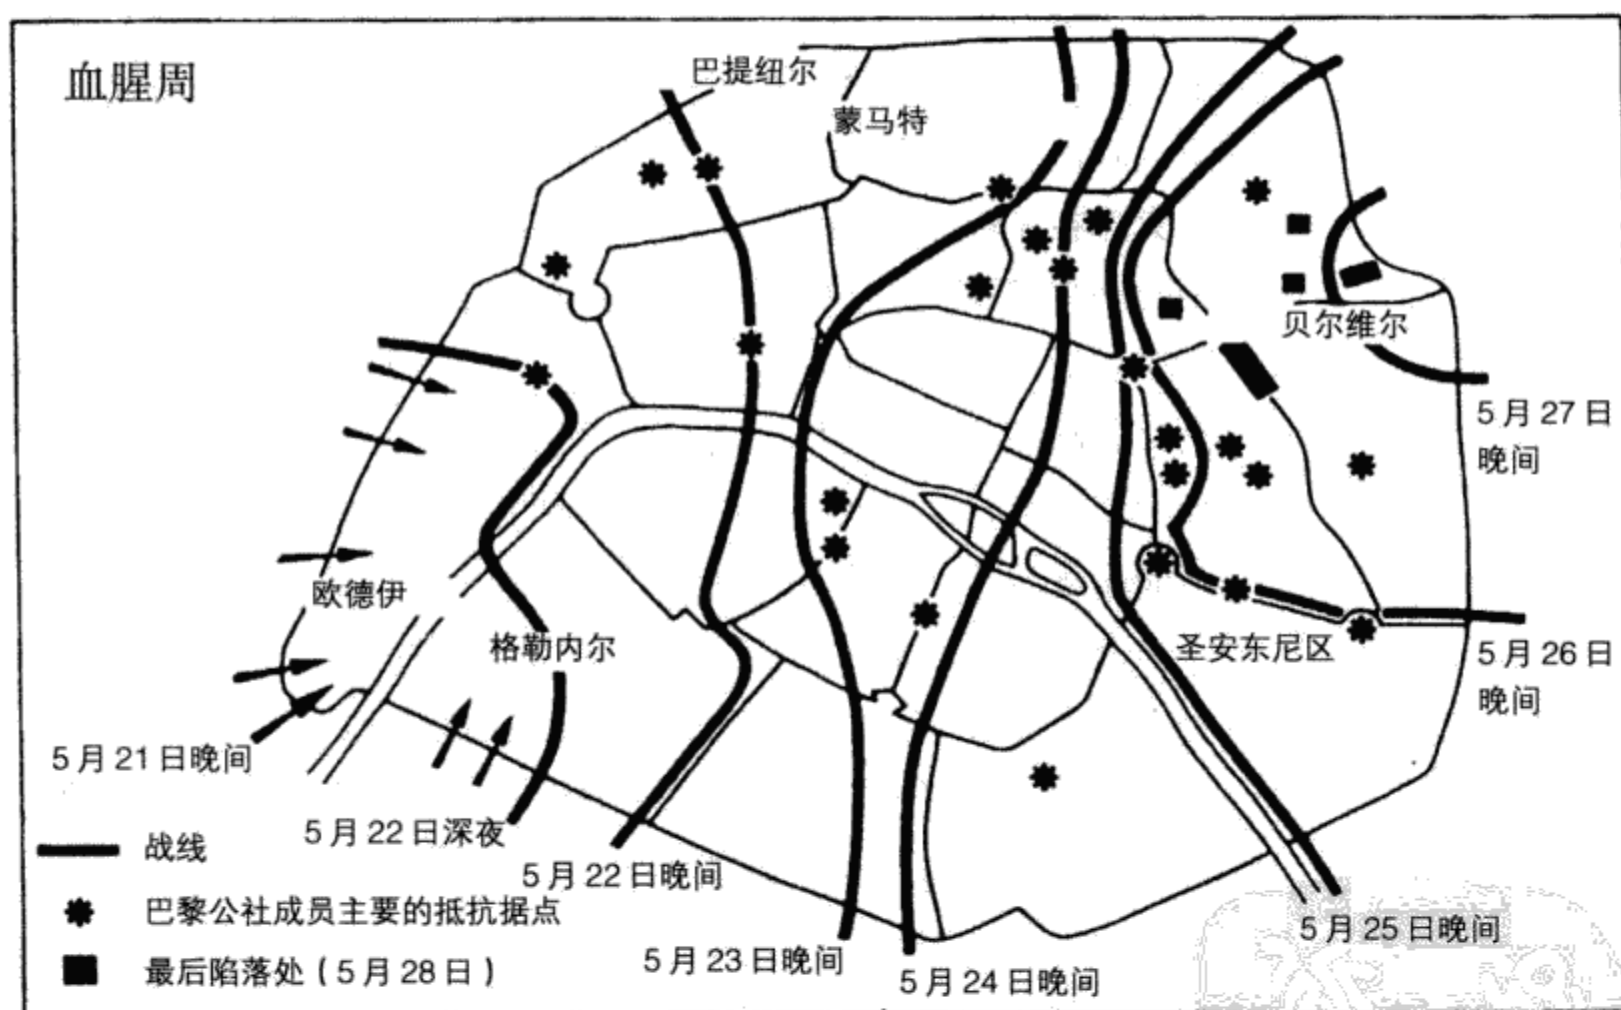 血腥周
巴提纽尔
蒙马特
贝尔维尔
5月27日
晚间
欧德伊
格勒内尔
圣安东尼区
5月26日
晚间
5月21日晚间
5月22日深夜
5月22日晚间
5月23日晚间
5月24日晚间
5月25日晚间
战线
巴黎公社成员主要的抵抗据点
最后陷落处(5月28日)